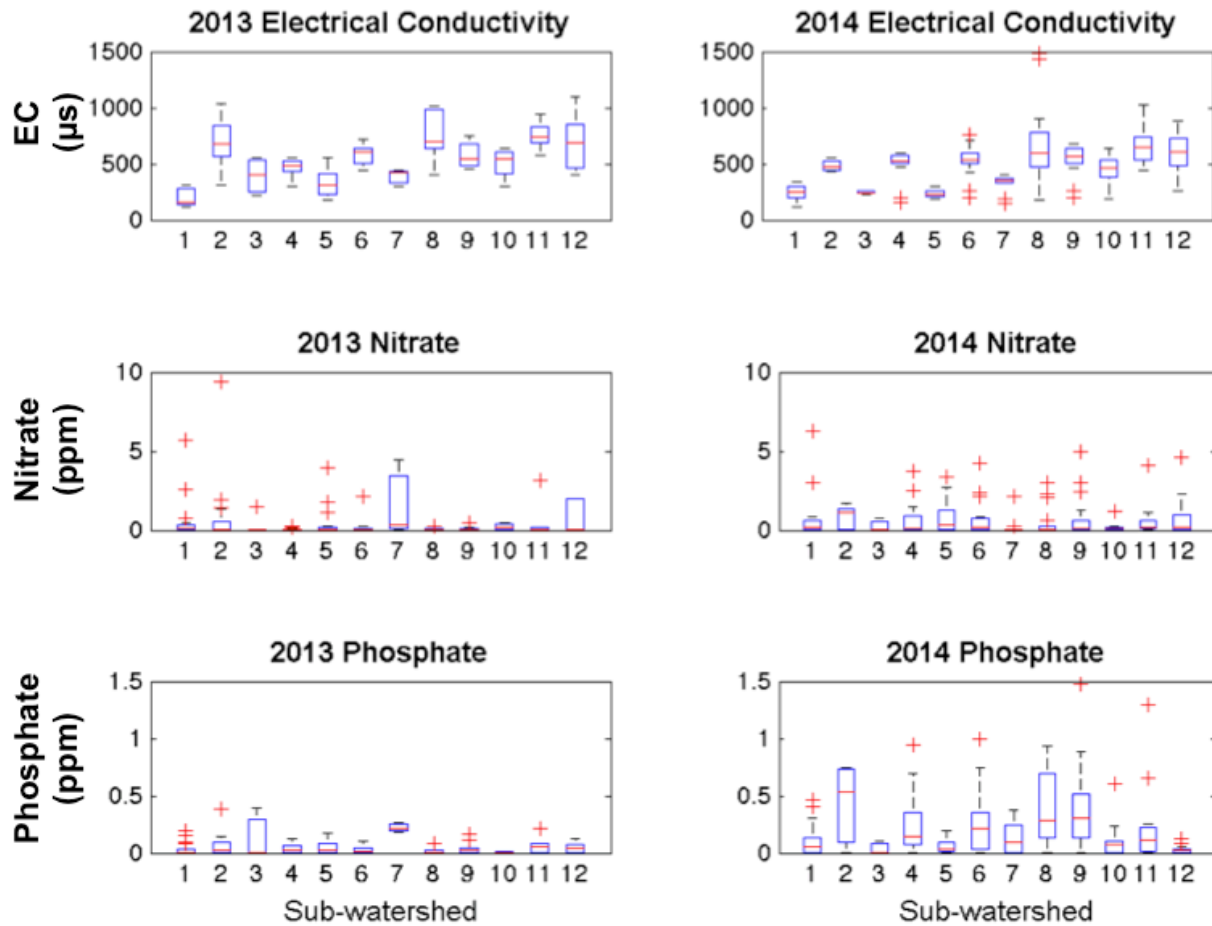 2013 Electrical Conductivity
2014 Electrical Conductivity
EC
(µs)
1500
1000
500
0
1 2 3 4 5 6 7 8 9 10 11 12
1500
1000
500
0
1 2 3 4 5 6 7 8 9 10 11 12
2013 Nitrate
2014 Nitrate
Nitrate
(ppm)
10
5
0
1 2 3 4 5 6 7 8 9 10 11 12
10
5
0
1 2 3 4 5 6 7 8 9 10 11 12
2013 Phosphate
2014 Phosphate
Phosphate
(ppm)
1.5
1
0.5
0
1 2 3 4 5 6 7 8 9 10 11 12
Sub-watershed
1.5
1
0.5
0
1 2 3 4 5 6 7 8 9 10 11 12
Sub-watershed